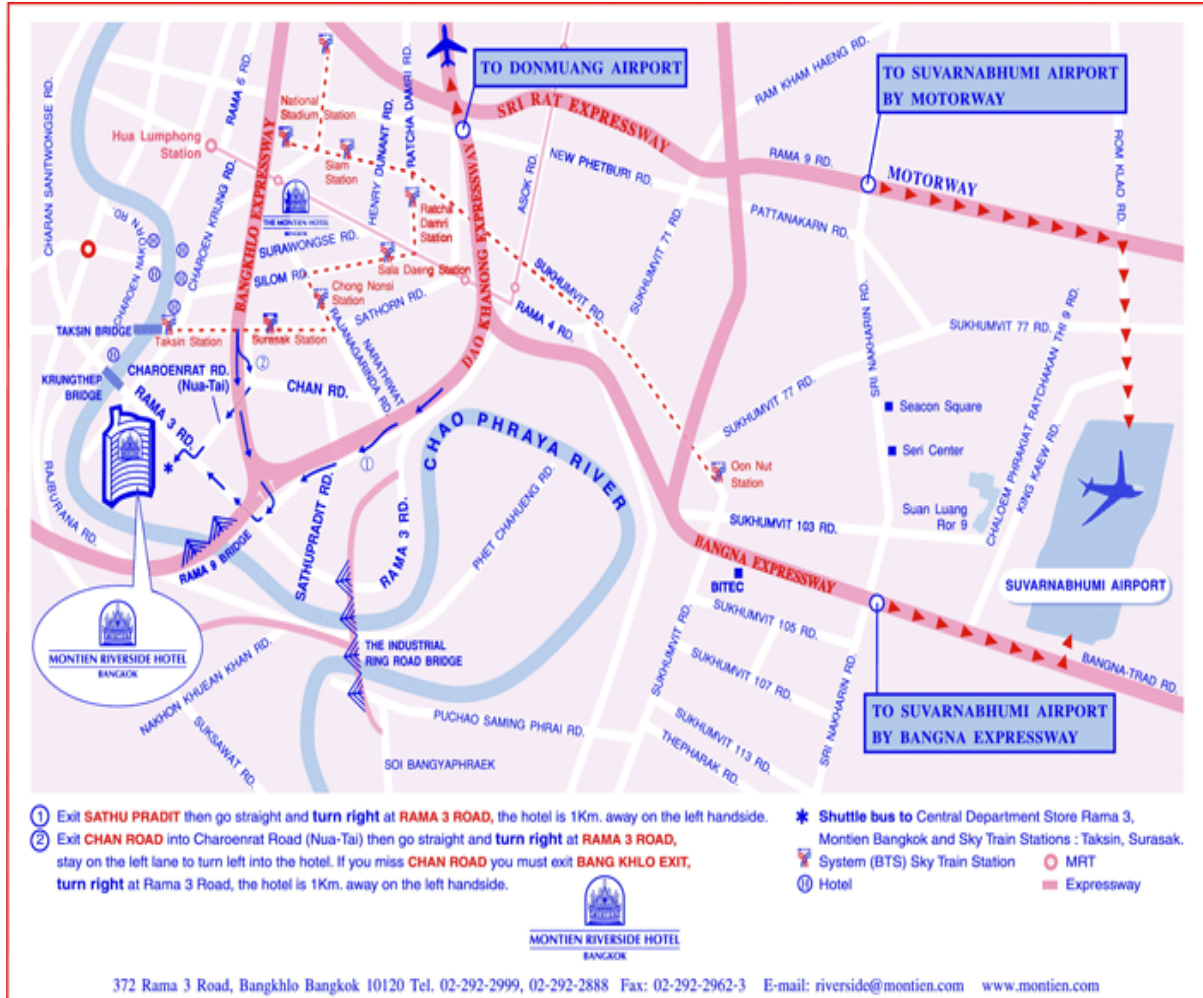 TO DONMUANG AIRPORT
TO SUVARNABHUMI AIRPORT
BY MOTORWAY
CHARAN SANITWONGSE RD.
RAMA 6 RD.
BANGKHLO EXPRESSWAY
National
Stadium Station
Hua Lumphong
Station
Siam
Station
HENRY DUNANT RD.
RATCHA DAMRI RD.
SRI RAT EXPRESSWAY
RAM KHAM HAENG RD.
NEW PHETBURI RD.
ASOK RD.
RAMA 9 RD.
MOTORWAY
ROM KLAO RD.
PATTANAKARN RD.
CHAROEN NAKORN RD.
CHAROEN KRUNG RD.
THE MONTIEN HOTEL
BANGKOK
SURAWONGSE RD.
Ratcha
Damri
Station
SILOM RD.
Sala Daeng Station
Chong Nonsi
Station
SATHORN RD.
DAO KHANONG EXPRESSWAY
RAMA 4 RD.
SUKHUMVIT RD.
SUKHUMVIT 71 RD.
SRI NAKHARIN RD.
SUKHUMVIT 77 RD.
CHALOEM PHRAKIAT RATCHAKAN THI 9 RD.
KING KAEW RD.
TAKSIN BRIDGE
Taksin Station
Surasak Station
NARATHIWAT
RAJANAGARINDA RD.
KRUNGTHEP
BRIDGE
CHAROENRAT RD.
(Nua-Tai)
2
CHAN RD.
RAMA 3 RD.
SUKHUMVIT 77 RD.
Seacon Square
Seri Center
CHAO PHRAYA RIVER
1
Oon Nut
Station
Suan Luang
Ror 9
SUKHUMVIT 103 RD.
RAJBURANA RD.
RAMA 9 BRIDGE
SATHUPRADIT RD.
RAMA 3 RD.
PHET CHAHUENG RD.
BANGNA EXPRESSWAY
BITEC
SUVARNABHUMI AIRPORT
SUKHUMVIT 105 RD.
SUKHUMVIT 107 RD.
SUKHUMVIT 113 RD.
THEPHARAK RD.
SUKHUMVIT RD.
SRI NAKHARIN RD.
BANGNA-TRAD RD.
MONTIEN RIVERSIDE HOTEL
BANGKOK
THE INDUSTRIAL
RING ROAD BRIDGE
NAKHON KHUEAN KHAN RD.
SUKSAWAT RD.
PUCHAO SAMING PHRAI RD.
SOI BANGYAPHRAEK
TO SUVARNABHUMI AIRPORT
BY BANGNA EXPRESSWAY
1 Exit SATHU PRADIT then go straight and turn right at RAMA 3 ROAD, the hotel is 1Km. away on the left handside.
2 Exit CHAN ROAD into Charoenrat Road (Nua-Tai) then go straight and turn right at RAMA 3 ROAD,
stay on the left lane to turn left into the hotel. If you miss CHAN ROAD you must exit BANG KHLO EXIT,
turn right at Rama 3 Road, the hotel is 1Km. away on the left handside.
* Shuttle bus to Central Department Store Rama 3,
Montien Bangkok and Sky Train Stations : Taksin, Surasak.
System (BTS) Sky Train Station
MRT
H Hotel
Expressway
MONTIEN RIVERSIDE HOTEL
BANGKOK
372 Rama 3 Road, Bangkhlo Bangkok 10120 Tel. 02-292-2999, 02-292-2888 Fax: 02-292-2962-3 E-mail: riverside@montien.com www.montien.com